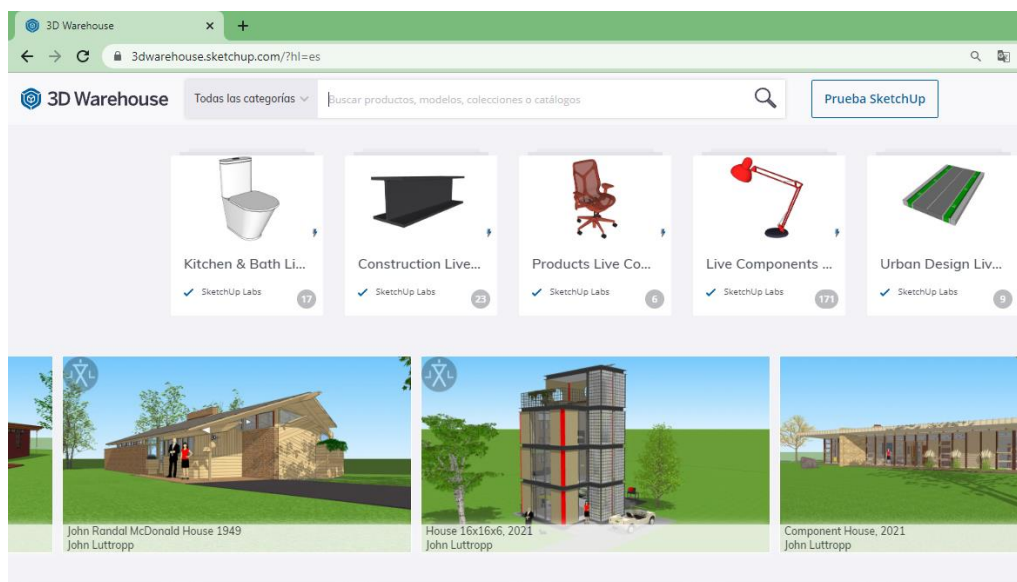 3D Warehouse
3dwarehouse.sketchup.com/?hl=es
3D Warehouse
Todas las categorías
Buscar productos, modelos, colecciones o catálogos
Prueba SketchUp
Kitchen & Bath Li...
Construction Live...
Products Live Co...
Live Components ...
Urban Design Liv...
SketchUp Labs
17
SketchUp Labs
23
SketchUp Labs
6
SketchUp Labs
171
SketchUp Labs
9
John Randal McDonald House 1949
John Luttropp
House 16x16x6, 2021
John Luttropp
Component House, 2021
John Luttropp